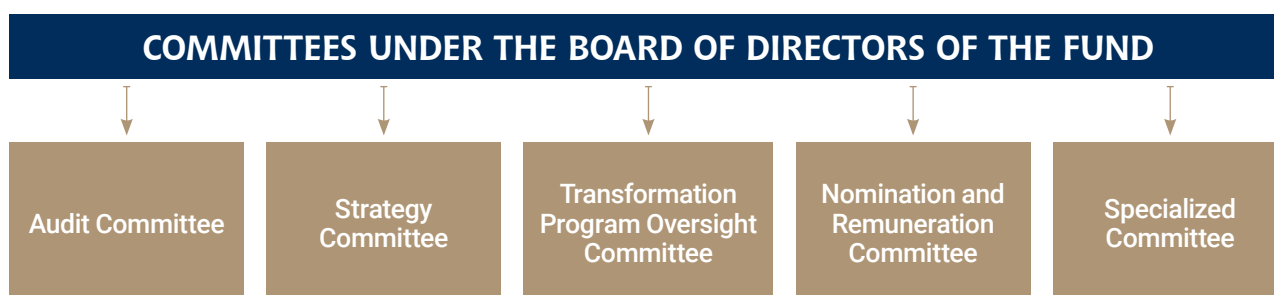 COMMITTEES UNDER THE BOARD OF DIRECTORS OF THE FUND
Audit Committee
Strategy
Committee
Transformation
Program Oversight
Committee
Nomination and
Remuneration
Committee
Specialized
Committee